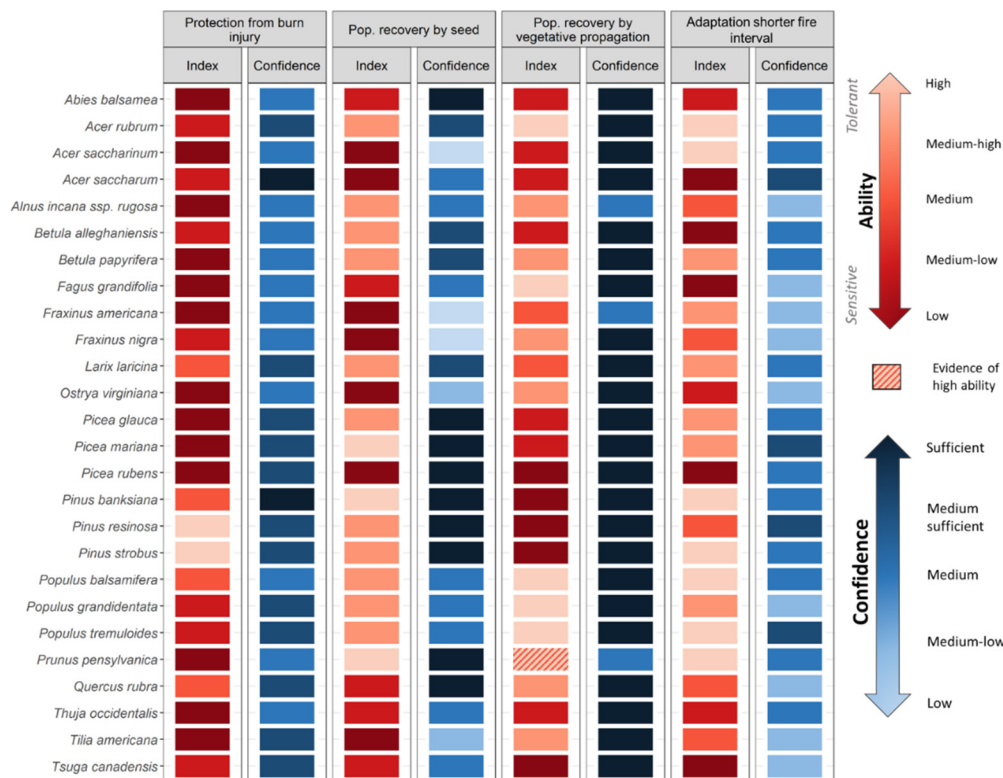 Protection from burn
injury
Pop. recovery by seed
Pop. recovery by
vegetative propagation
Adaptation shorter fire
interval
Index
Confidence
Index
Confidence
Index
Confidence
Index
Confidence
Abies balsamea
Acer rubrum
Acer saccharinum
Acer saccharum
Alnus incana ssp. rugosa
Betula alleghaniensis
Betula papyrifera
Fagus grandifolia
Fraxinus americana
Fraxinus nigra
Larix laricina
Ostrya virginiana
Picea glauca
Picea mariana
Picea rubens
Pinus banksiana
Pinus resinosa
Pinus strobus
Populus balsamifera
Populus grandidentata
Populus tremuloides
Prunus pensylvanica
Quercus rubra
Thuja occidentalis
Tilia americana
Tsuga canadensis
Tolerant
Sensitive
Ability
High
Medium-high
Medium
Medium-low
Low
Evidence of
high ability
Confidence
Sufficient
Medium
sufficient
Medium
Medium-low
Low